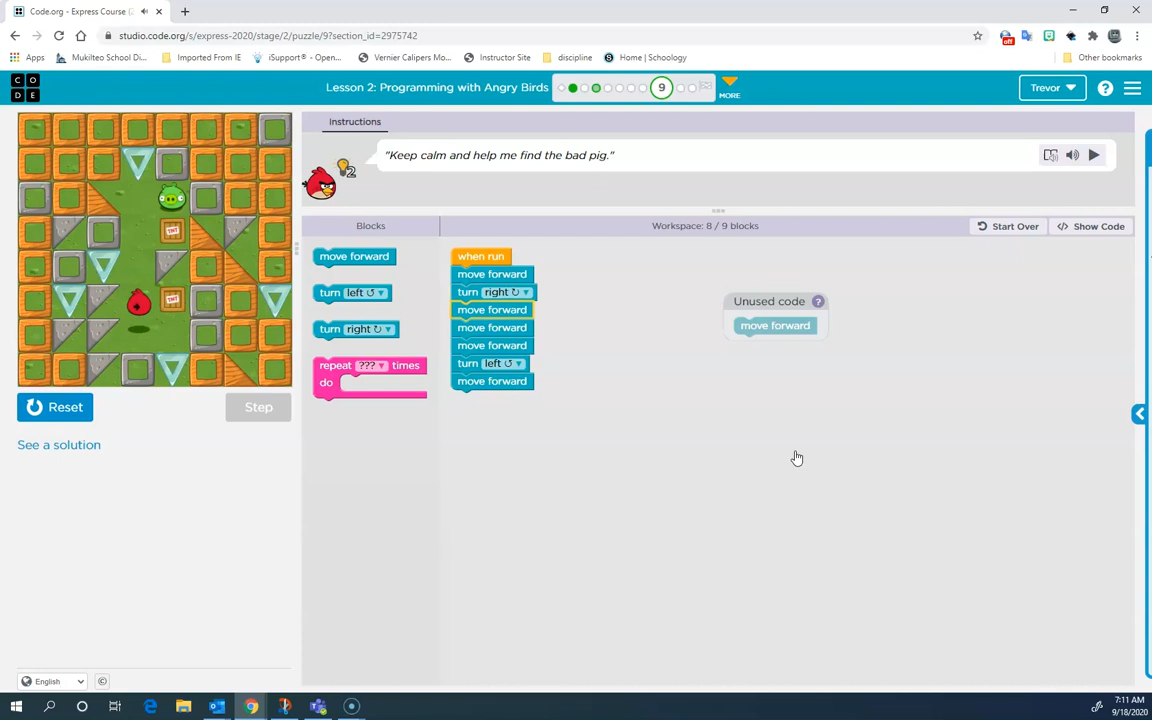 Code.org - Express Course (2
studio.code.org/s/express-2020/stage/2/puzzle/9?section_id=2975742
off
Apps
Mukilteo School Di...
Imported From IE
iSupport® - Open...
Vernier Calipers Mo...
Instructor Site
discipline
Home | Schoology
Other bookmarks
C O
D E
Lesson 2: Programming with Angry Birds
9
MORE
Trevor
?
Instructions
2
"Keep calm and help me find the bad pig."
Blocks
Workspace: 8 / 9 blocks
Start Over
</> Show Code
move forward
turn left
turn right
repeat ??? times
do
when run
move forward
turn right
move forward
move forward
move forward
turn left
move forward
Unused code ?
move forward
TNT
TNT
Reset
Step
See a solution
English
©
7:11 AM
9/18/2020